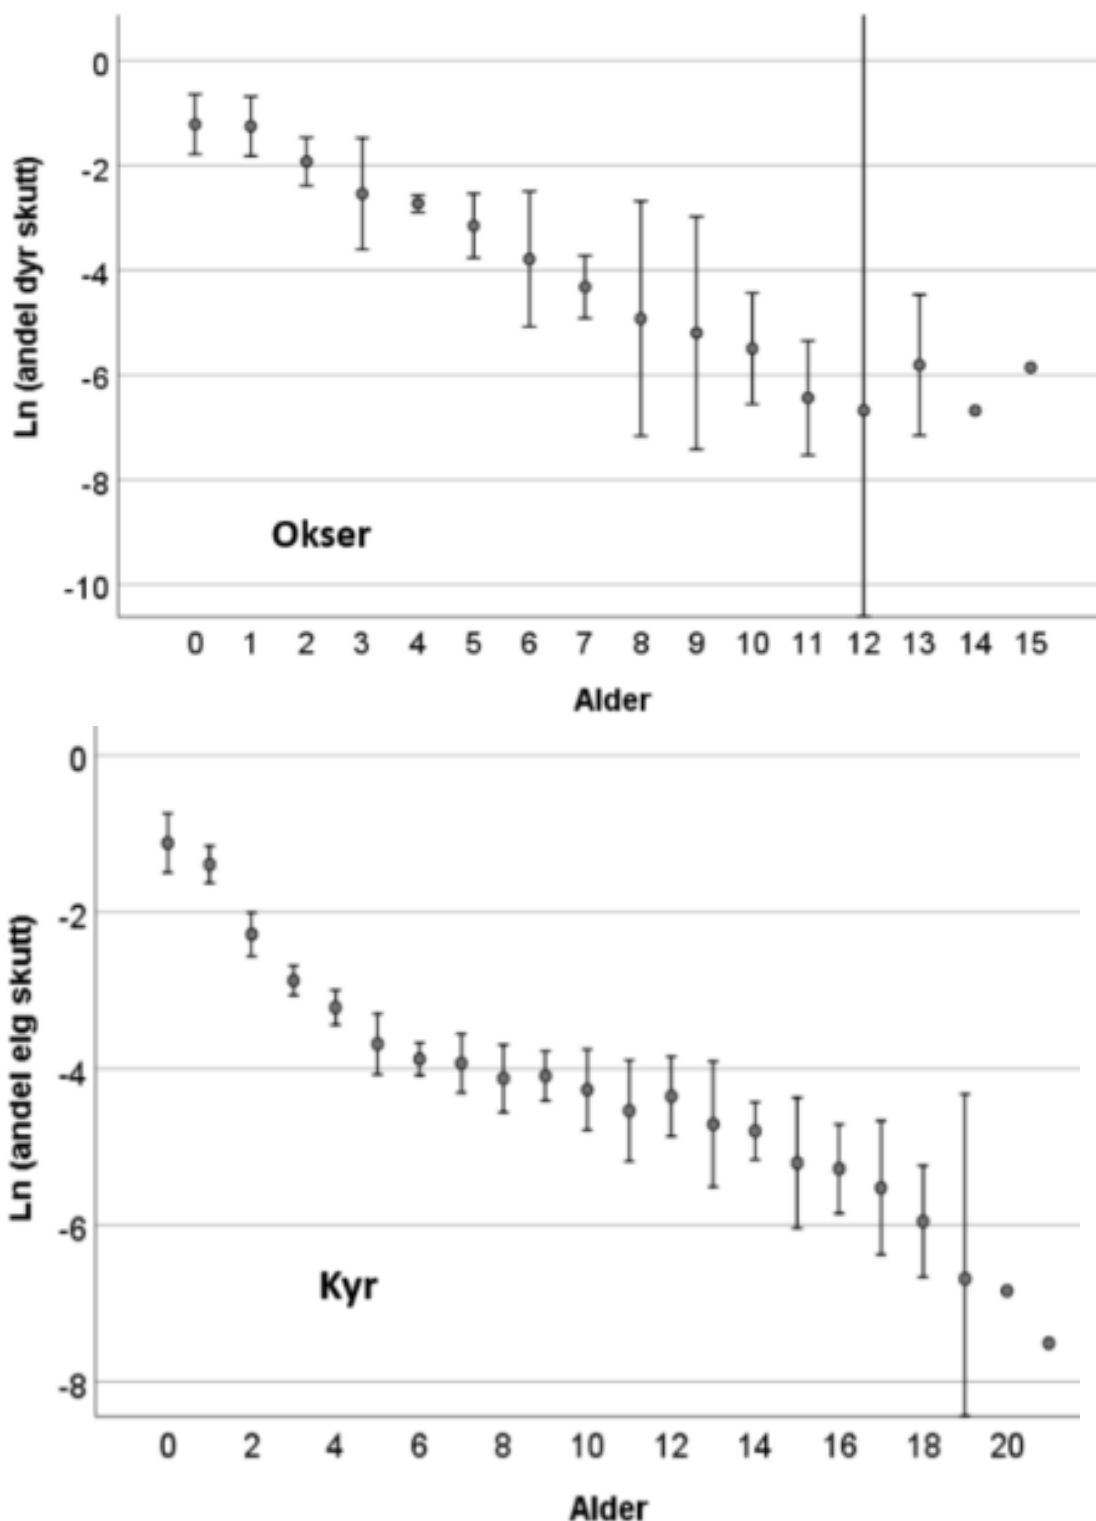 Ln (andel dyr skutt)
0
-2
-4
-6
-8
-10
Okser
0 1 2 3 4 5 6 7 8 9 10 11 12 13 14 15
Alder
Ln (andel elg skutt)
0
-2
-4
-6
-8
Kyr
0 2 4 6 8 10 12 14 16 18 20
Alder